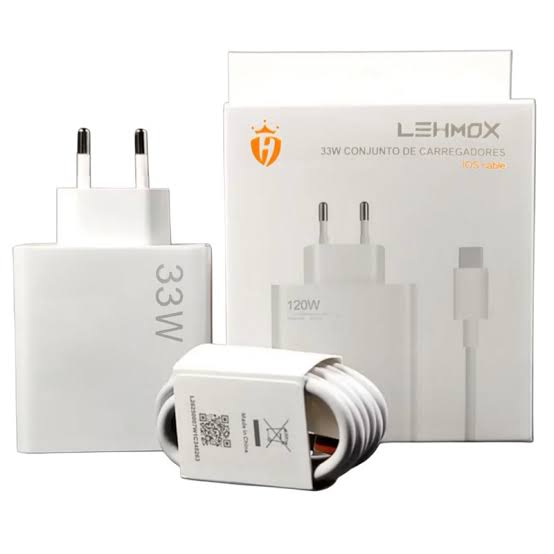 LEHMOX
33W CONJUNTO DE CARREGADORES
IOS cable
120W
33W
Made in China